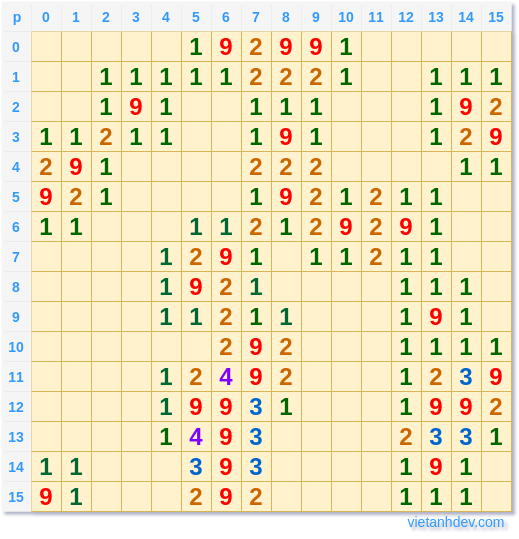 p 0 1 2 3 4 5 6 7 8 9 10 11 12 13 14 15
0 1 9 2 9 9 1
1 1 1 1 1 1 2 2 2 1 1 1 1
2 1 9 1 1 1 1 1 9 2
3 1 1 2 1 1 1 9 1 1 2 9
4 2 9 1 2 2 2 1 1
5 9 2 1 1 9 2 1 2 1 1
6 1 1 1 1 2 1 2 9 2 9 1
7 1 2 9 1 1 1 2 1 1
8 1 9 2 1 1 1 1
9 1 1 2 1 1 1 9 1
10 2 9 2 1 1 1 1
11 1 2 4 9 2 1 2 3 9
12 1 9 9 3 1 1 9 9 2
13 1 4 9 3 2 3 3 1
14 1 1 3 9 3 1 9 1
15 9 1 2 9 2 1 1 1
vietanhdev.com